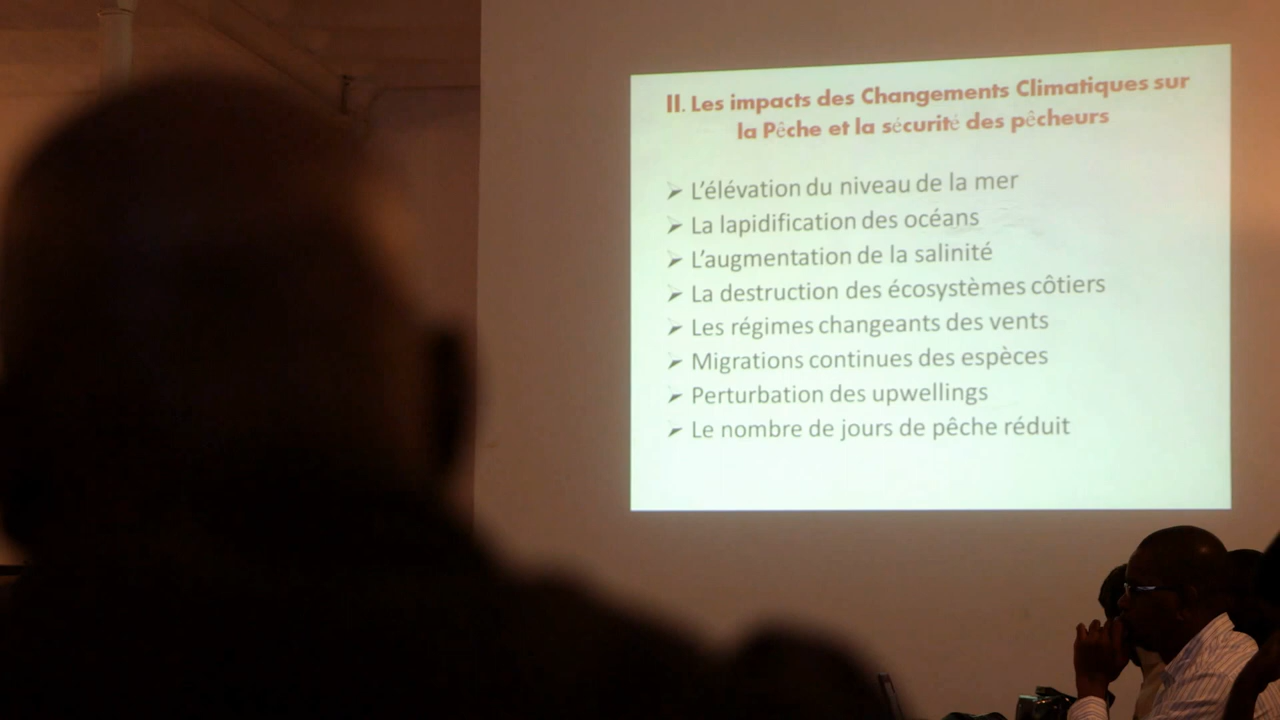 II. Les impacts des Changements Climatiques sur
la Pêche et la sécurité des pêcheurs
➢ L'élévation du niveau de la mer
➢ La lapidification des océans
➢ L'augmentation de la salinité
➢ La destruction des écosystèmes côtiers
➢ Les régimes changeants des vents
➢ Migrations continues des espèces
➢ Perturbation des upwellings
➢ Le nombre de jours de pêche réduit